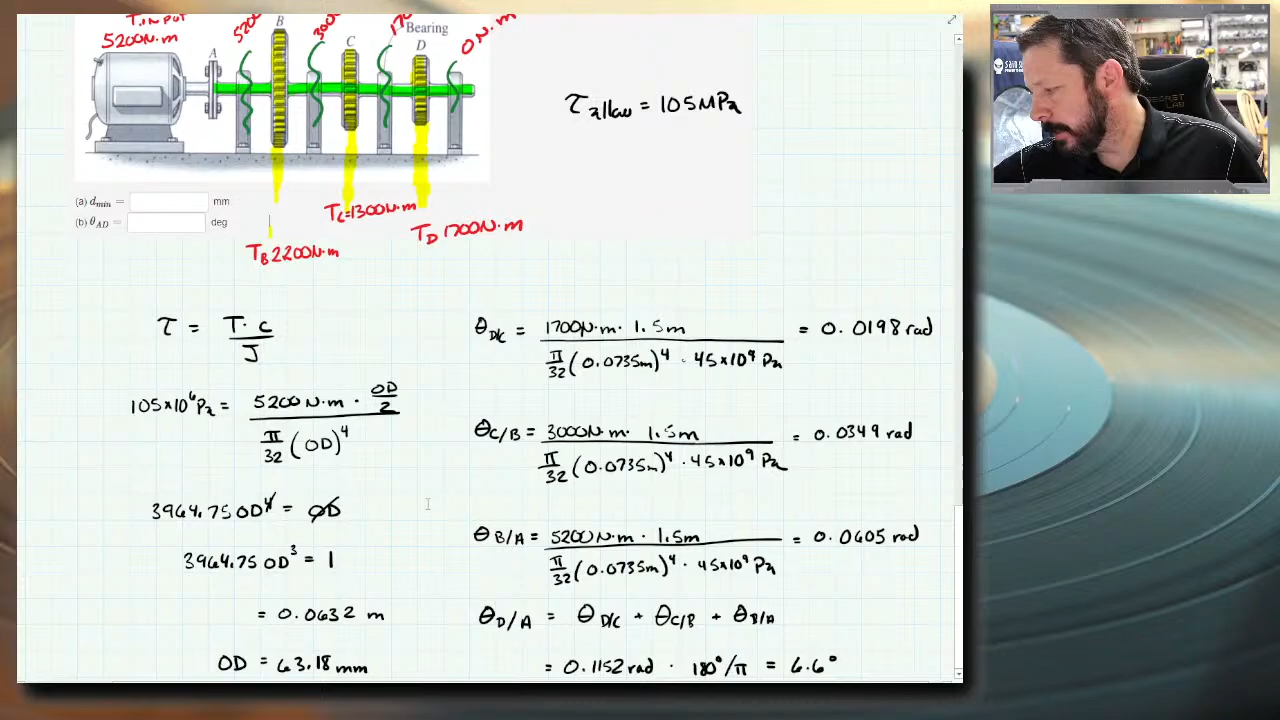 T.INPUT
5200N·m
B
C
Bearing
D
A
0N·m
τallow = 105MPa
(a) dmin = mm
(b) θAD = deg
TC=1300N·m
TD 1700N·m
TB 2200N·m
τ = T·c / J
105×10⁶Pa = 5200 N·m · OD/2 / π/32 (OD)⁴
3964.75 OD⁴ = OD
3964.75 OD³ = 1
= 0.0632 m
OD = 63.18 mm
θD/C = 1700N·m · 1.5m / π/32 (0.0735m)⁴ · 45×10⁹ Pa = 0.0198 rad
θC/B = 3000N·m · 1.5m / π/32 (0.0735m)⁴ · 45×10⁹ Pa = 0.0349 rad
θB/A = 5200N·m · 1.5m / π/32 (0.0735m)⁴ · 45×10⁹ Pa = 0.0605 rad
θD/A = θD/C + θC/B + θB/A
= 0.1152 rad · 180°/π = 6.6°